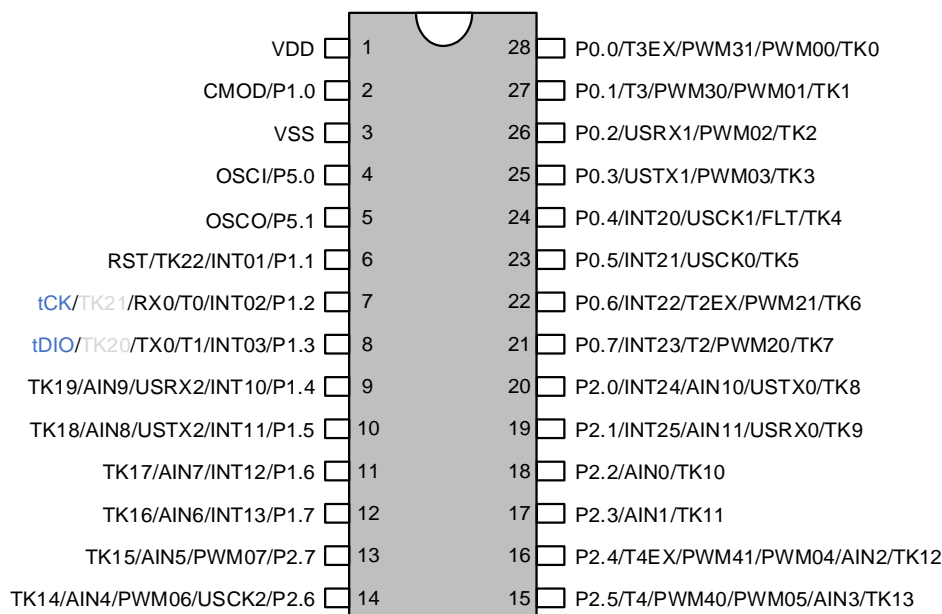 VDD 1 28 P0.0/T3EX/PWM31/PWM00/TK0
CMOD/P1.0 2 27 P0.1/T3/PWM30/PWM01/TK1
VSS 3 26 P0.2/USRX1/PWM02/TK2
OSCI/P5.0 4 25 P0.3/USTX1/PWM03/TK3
OSCO/P5.1 5 24 P0.4/INT20/USCK1/FLT/TK4
RST/TK22/INT01/P1.1 6 23 P0.5/INT21/USCK0/TK5
tCK/TK21/RX0/T0/INT02/P1.2 7 22 P0.6/INT22/T2EX/PWM21/TK6
tDIO/TK20/TX0/T1/INT03/P1.3 8 21 P0.7/INT23/T2/PWM20/TK7
TK19/AIN9/USRX2/INT10/P1.4 9 20 P2.0/INT24/AIN10/USTX0/TK8
TK18/AIN8/USTX2/INT11/P1.5 10 19 P2.1/INT25/AIN11/USRX0/TK9
TK17/AIN7/INT12/P1.6 11 18 P2.2/AIN0/TK10
TK16/AIN6/INT13/P1.7 12 17 P2.3/AIN1/TK11
TK15/AIN5/PWM07/P2.7 13 16 P2.4/T4EX/PWM41/PWM04/AIN2/TK12
TK14/AIN4/PWM06/USCK2/P2.6 14 15 P2.5/T4/PWM40/PWM05/AIN3/TK13